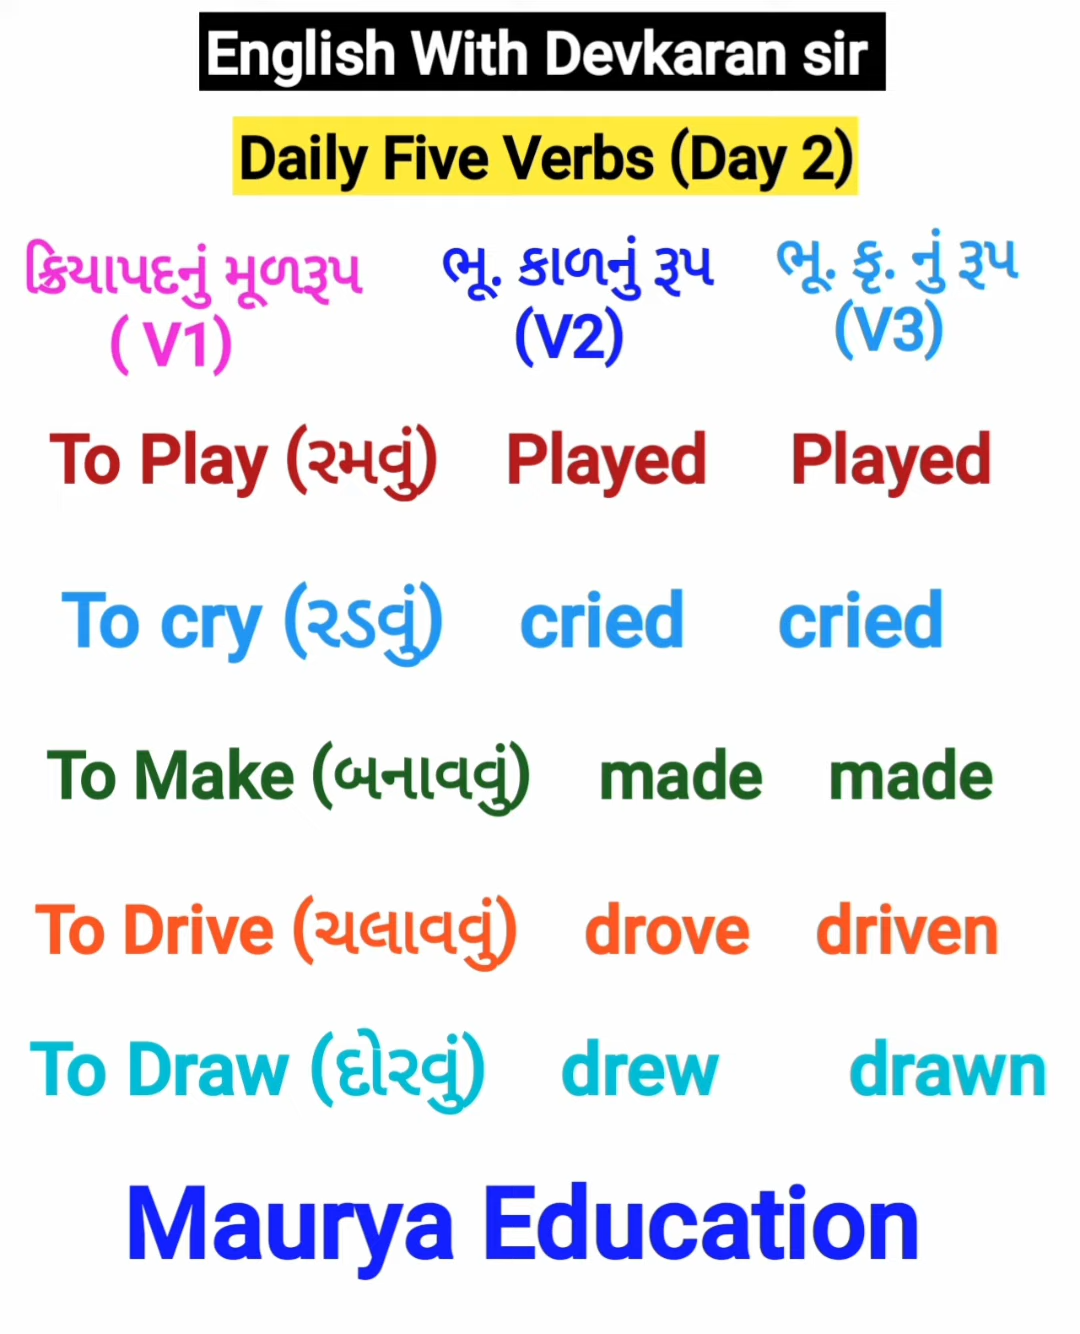 English With Devkaran sir
Daily Five Verbs (Day 2)
ક્રિયાપદનું મૂળરૂપ ભૂ. કાળનું રૂપ ભૂ. કૃ. નું રૂપ
( V1) (V2) (V3)
To Play (રમવું) Played Played
To cry (રડવું) cried cried
To Make (બનાવવું) made made
To Drive (ચલાવવું) drove driven
To Draw (દોરવું) drew drawn
Maurya Education